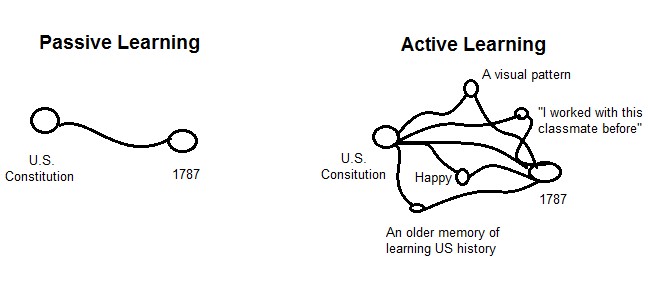 Passive Learning
U.S.
Constitution
1787
Active Learning
A visual pattern
"I worked with this
classmate before"
U.S.
Constitution
Happy
1787
An older memory of
learning US history